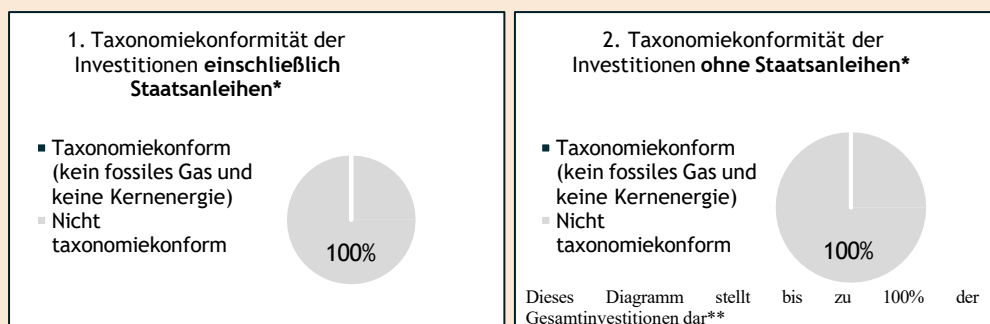 1. Taxonomiekonformität der
Investitionen einschließlich
Staatsanleihen*
Taxonomiekonform
(kein fossiles Gas und
keine Kernenergie)
Nicht
taxonomiekonform
100%
2. Taxonomiekonformität der
Investitionen ohne Staatsanleihen*
Taxonomiekonform
(kein fossiles Gas und
keine Kernenergie)
Nicht
taxonomiekonform
100%
Dieses Diagramm stellt bis zu 100% der
Gesamtinvestitionen dar**